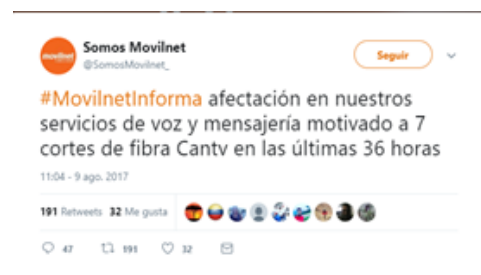 movilnet
Somos Movilnet
@SomosMovilnet_
Seguir
#MovilnetInforma afectación en nuestros
servicios de voz y mensajería motivado a 7
cortes de fibra Cantv en las últimas 36 horas
11:04 - 9 ago. 2017
191 Retweets 32 Me gusta
47 191 32